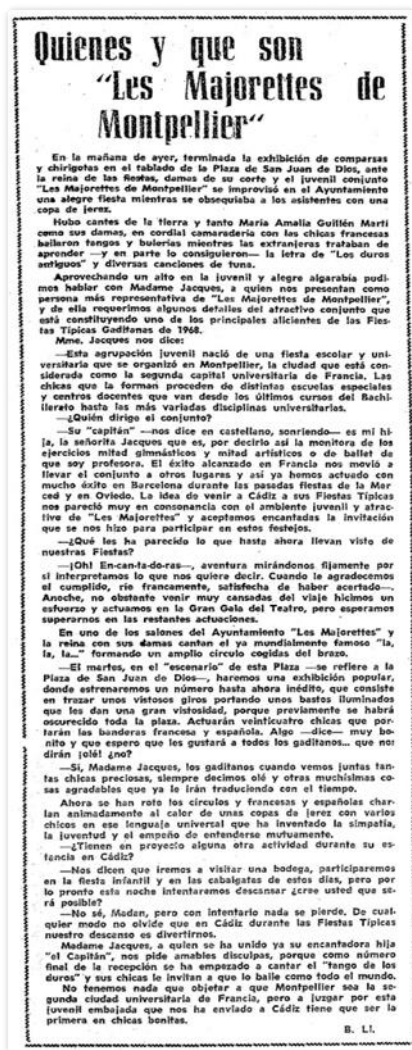 Quienes y que son
"Les Majorettes de
Montpellier"
En la mañana de ayer, terminada la exhibición de comparsas
y chirigotas en el tablado de la Plaza de San Juan de Dios, ante
la reina de las fiestas, damas de su corte y el juvenil conjunto
"Les Majorettes de Montpellier" se improvisó en el Ayuntamiento
una alegre fiesta mientras se obsequiaba a los asistentes con una
copa de jerez.
Hubo cantes de la tierra y tanto María Amalia Guillén Martí
como sus damas, en cordial camaradería con las chicas francesas
bailaron tangos y bulerías mientras las extranjeras trataban de
aprender —y en parte lo consiguieron— la letra de "Los duros
antiguos" y diversas canciones de tuna.
Aprovechando un alto en la juvenil y alegre algarabía pudi-
mos hablar con Madame Jacques, a quien nos presentan como
persona más representativa de "Les Majorettes de Montpellier",
y de ella requerimos algunos detalles del atractivo conjunto que
está constituyendo uno de los principales alicientes de las Fies-
tas Típicas Gaditanas de 1968.
Mme. Jacques nos dice:
—Esta agrupación juvenil nació de una fiesta escolar y uni-
versitaria que se organizó en Montpellier, la ciudad que está con-
siderada como la segunda capital universitaria de Francia. Las
chicas que la forman proceden de distintas escuelas especiales
y centros docentes que van desde los últimos cursos del Bachi-
llerato hasta las más variadas disciplinas universitarias.
—¿Quién dirige el conjunto?
—Su "capitán" —nos dice en castellano, sonriendo— es mi hi-
ja, la señorita Jacques que es, por decirlo así la monitora de los
ejercicios mitad gimnásticos y mitad artísticos o de ballet de
que soy profesora. El éxito alcanzado en Francia nos movió a
llevar el conjunto a otros lugares y así ya hemos actuado con
mucho éxito en Barcelona durante las pasadas fiestas de la Mer
ced y en Oviedo. La idea de venir a Cádiz a sus Fiestas Típicas
nos pareció muy en consonancia con el ambiente juvenil y atrac-
tivo de "Les Majorettes" y aceptamos encantadas la invitación
que se nos hizo para participar en estos festejos.
—¿Qué les ha parecido lo que hasta ahora llevan visto de
nuestras Fiestas?
—¡Oh! En-can-ta-do-ras—, aventura mirándonos fijamente por
si interpretamos lo que nos quiere decir. Cuando le agradecemos
el cumplido, ríe francamente, satisfecha de haber acertado—.
Anoche, no obstante venir muy cansadas del viaje hicimos un
esfuerzo y actuamos en la Gran Gala del Teatro, pero esperamos
superarnos en las restantes actuaciones.
En uno de los salones del Ayuntamiento "Les Majorettes" y
la reina con sus damas cantan el ya mundialmente famoso "la,
la, la..." formando un amplio círculo cogidas del brazo.
—El martes, en el "escenario" de esta Plaza —se refiere a la
Plaza de San Juan de Dios—, haremos una exhibición popular,
donde estrenaremos un número hasta ahora inédito, que consiste
en trazar unos vistosos giros portando unos bastos iluminados
que les dan una gran vistosidad, porque previamente se habrá
oscurecido toda la plaza. Actuarán veinticuatro chicas que por-
tarán las banderas francesa y española. Algo —dice— muy bo-
nito y que espero que les gustará a todos los gaditanos... que nos
dirán ¡olé! ¿no?
—Sí, Madame Jacques, los gaditanos cuando vemos juntas tan-
tas chicas preciosas, siempre decimos olé y otras muchísimas co-
sas agradables que ya le irán traduciendo con el tiempo.
Ahora se han roto los círculos y francesas y españolas char-
lan animadamente al calor de unas copas de jerez con varios
chicos en ese lenguaje universal que ha inventado la simpatía,
la juventud y el empeño de entenderse mutuamente.
—¿Tienen en proyecto alguna otra actividad durante su es-
tancia en Cádiz?
—Nos dicen que iremos a visitar una bodega, participaremos
en la fiesta infantil y en las cabalgatas de estos días, pero por
lo pronto esta noche intentaremos descansar ¿cree usted que se-
rá posible?
—No sé, Madan, pero con intentarlo nada se pierde. De cual-
quier modo no olvide que en Cádiz durante las Fiestas Típicas
nuestro descanso es divertirnos.
Madame Jacques, a quien se ha unido ya su encantadora hija
"el Capitán", nos pide amables disculpas, porque como número
final de la recepción se ha empezado a cantar el "tango de los
duros" y sus chicas le invitan a que lo baile como todo el mundo.
No tenemos nada que objetar a que Montpellier sea la se-
gunda ciudad universitaria de Francia, pero a juzgar por esta
juvenil embajada que nos ha enviado a Cádiz tiene que ser la
primera en chicas bonitas.
B. Ll.